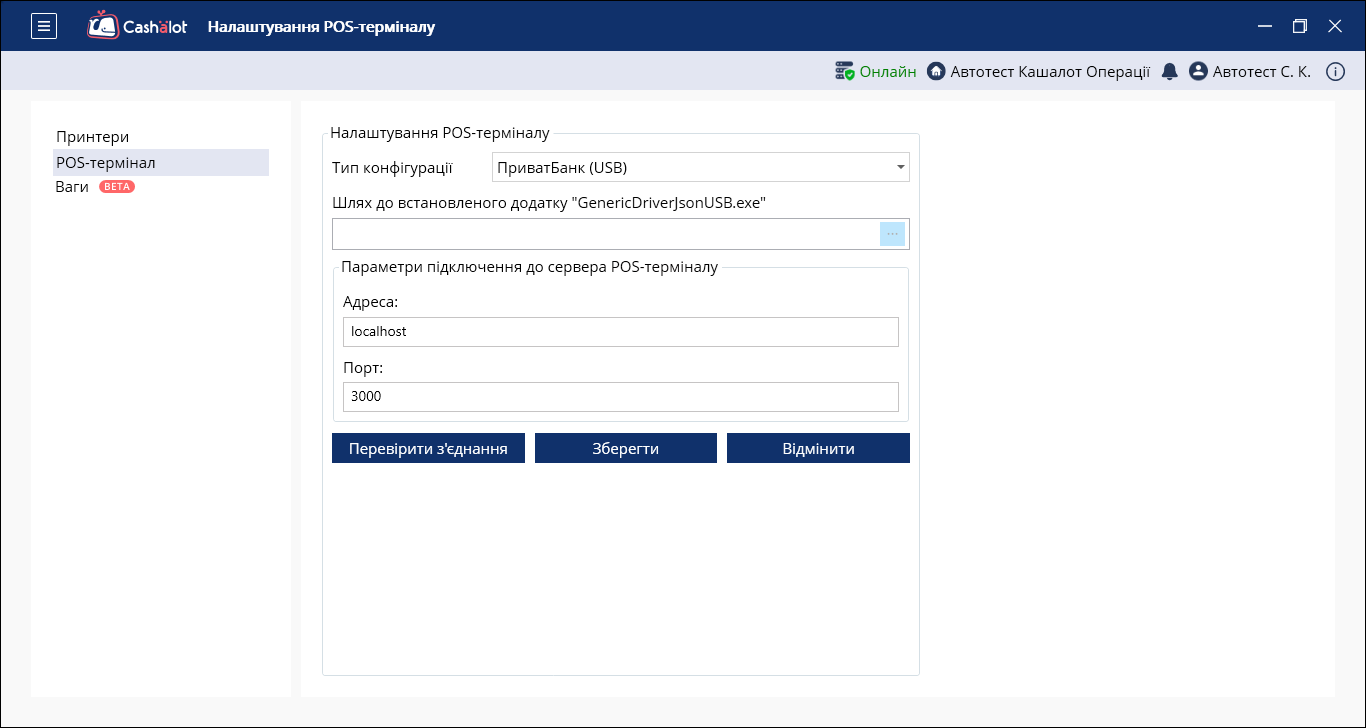 Cashalot Налаштування POS-терміналу
Онлайн Автотест Кашалот Операції Автотест С. К.
Принтери
POS-термінал
Ваги BETA
Налаштування POS-терміналу
Тип конфігурації ПриватБанк (USB)
Шлях до встановленого додатку "GenericDriverJsonUSB.exe"
...
Параметри підключення до сервера POS-терміналу
Адреса:
localhost
Порт:
3000
Перевірити з'єднання Зберегти Відмінити